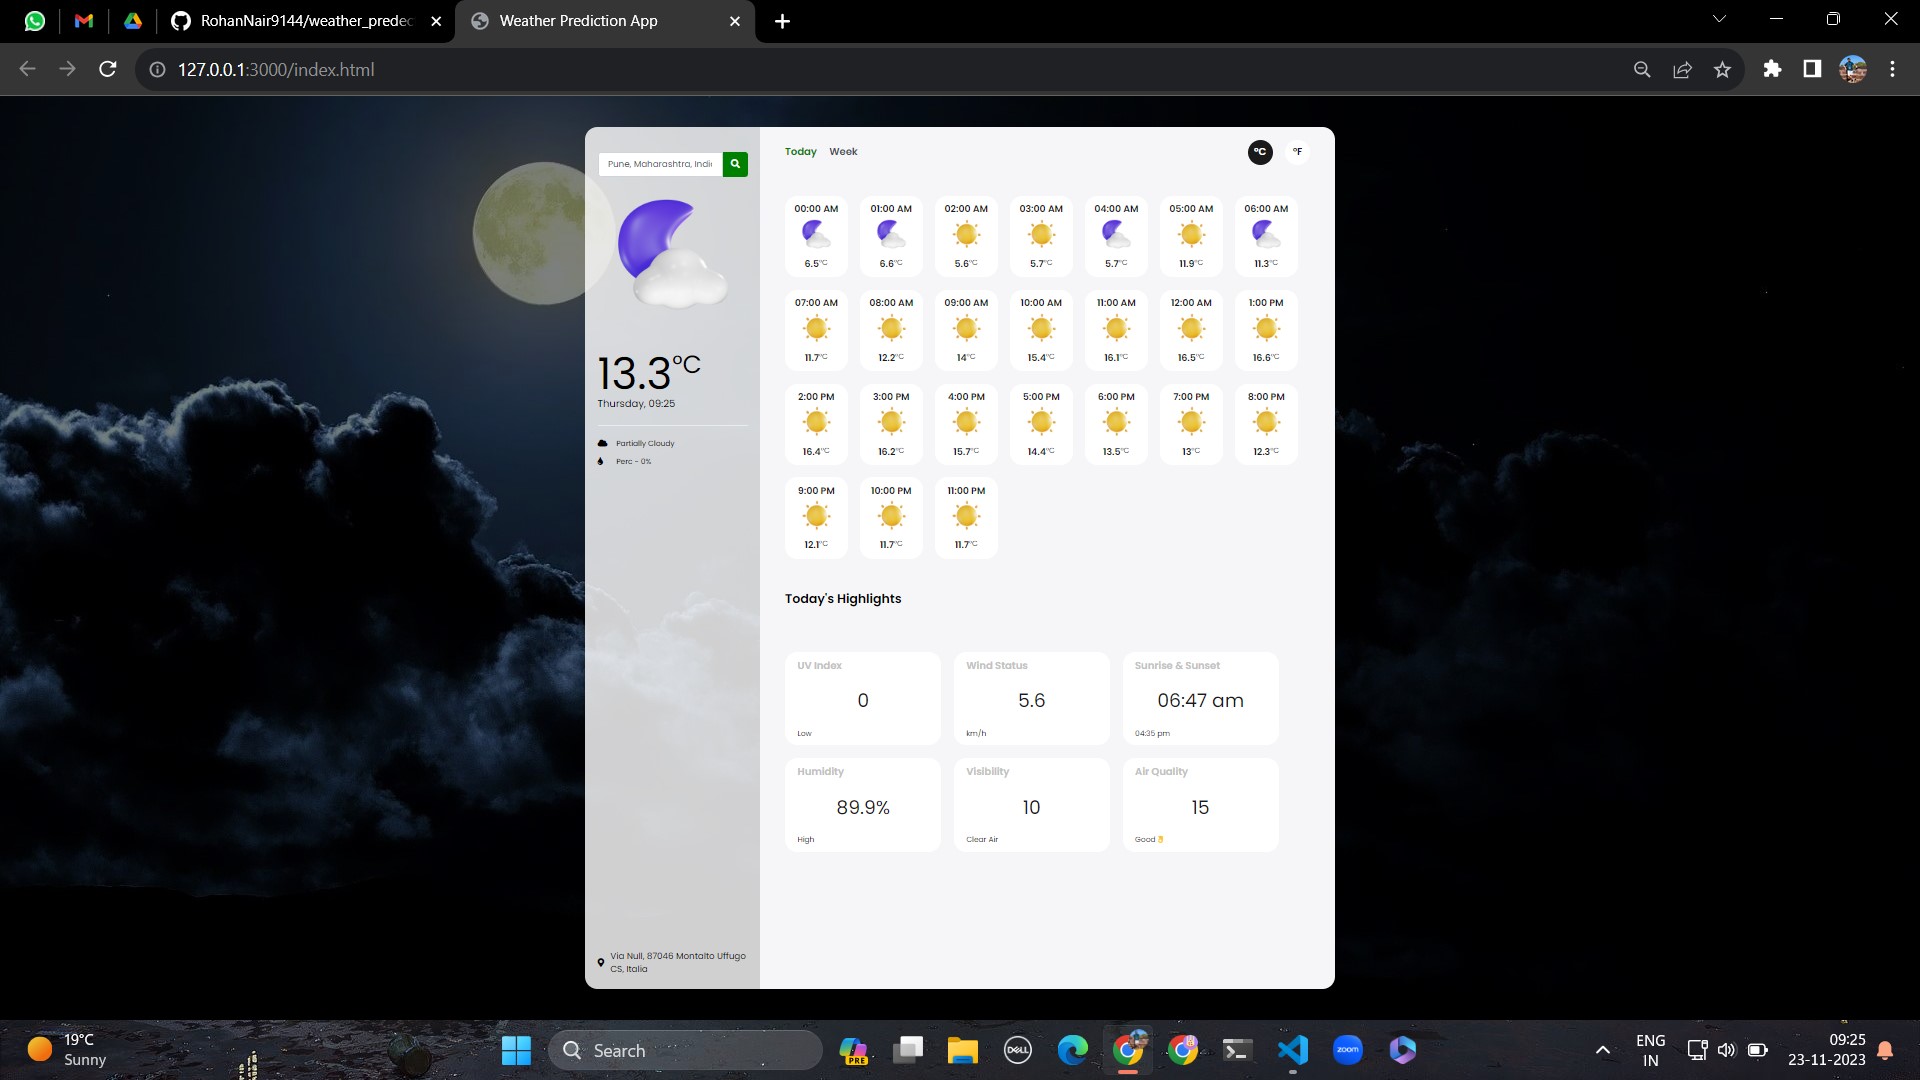 RohanNair9144/weather_predec
Weather Prediction App
127.0.0.1:3000/index.html
Pune, Maharashtra, Indi
Today Week
°C °F
00:00 AM 01:00 AM 02:00 AM 03:00 AM 04:00 AM 05:00 AM 06:00 AM
6.5°C 6.6°C 5.6°C 5.7°C 5.7°C 11.9°C 11.3°C
07:00 AM 08:00 AM 09:00 AM 10:00 AM 11:00 AM 12:00 AM 1:00 PM
11.7°C 12.2°C 14°C 15.4°C 16.1°C 16.5°C 16.6°C
2:00 PM 3:00 PM 4:00 PM 5:00 PM 6:00 PM 7:00 PM 8:00 PM
16.4°C 16.2°C 15.7°C 14.4°C 13.5°C 13°C 12.3°C
9:00 PM 10:00 PM 11:00 PM
12.1°C 11.7°C 11.7°C
13.3°C
Thursday, 09:25
Partially Cloudy
Perc - 0%
Today's Highlights
UV Index
0
Low
Wind Status
5.6
km/h
Sunrise & Sunset
06:47 am
04:35 pm
Humidity
89.9%
High
Visibility
10
Clear Air
Air Quality
15
Good👌
Via Null, 87046 Montalto Uffugo
CS, Italia
19°C
Sunny
Search
PRE
DELL
zoom
ENG
IN
09:25
23-11-2023